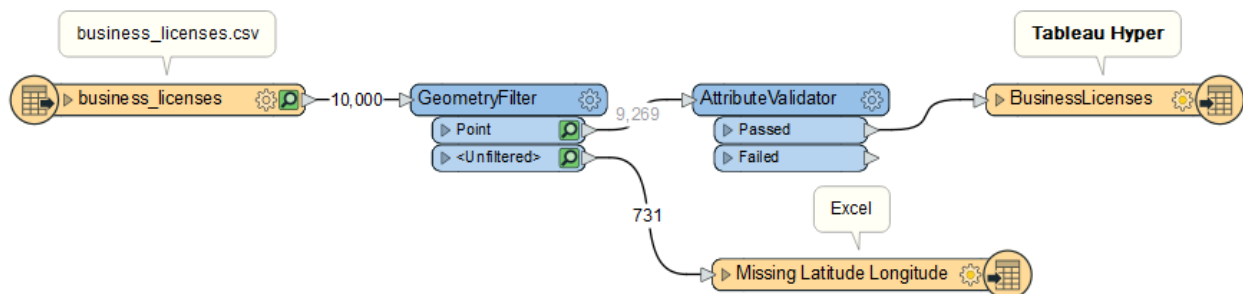 business_licenses.csv
Tableau Hyper
business_licenses
10,000
GeometryFilter
9,269
AttributeValidator
BusinessLicenses
Point
Passed
<Unfiltered>
Failed
731
Excel
Missing Latitude Longitude